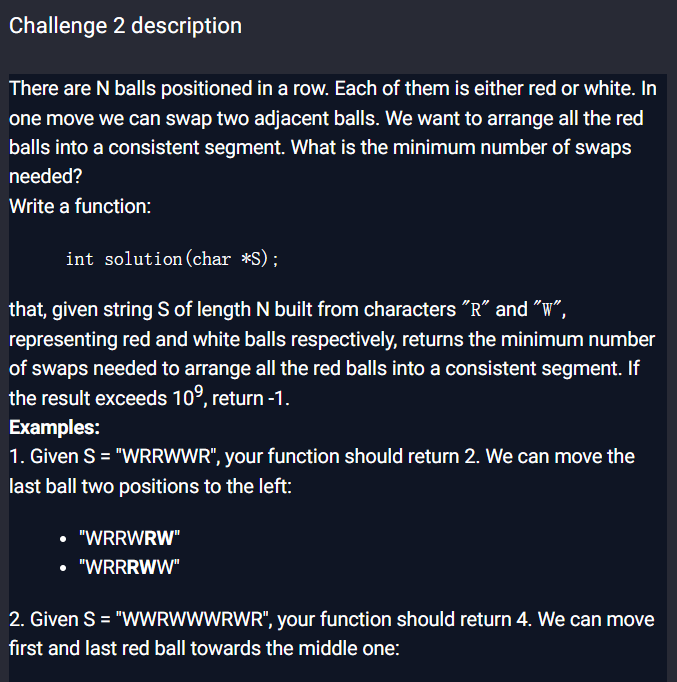 Challenge 2 description
There are N balls positioned in a row. Each of them is either red or white. In
one move we can swap two adjacent balls. We want to arrange all the red
balls into a consistent segment. What is the minimum number of swaps
needed?
Write a function:
int solution(char *S);
that, given string S of length N built from characters ″R″ and ″W″,
representing red and white balls respectively, returns the minimum number
of swaps needed to arrange all the red balls into a consistent segment. If
the result exceeds 10⁹, return -1.
Examples:
1. Given S = "WRRWWR", your function should return 2. We can move the
last ball two positions to the left:
• "WRRWRW"
• "WRRRWW"
2. Given S = "WWRWWWRWR", your function should return 4. We can move
first and last red ball towards the middle one: